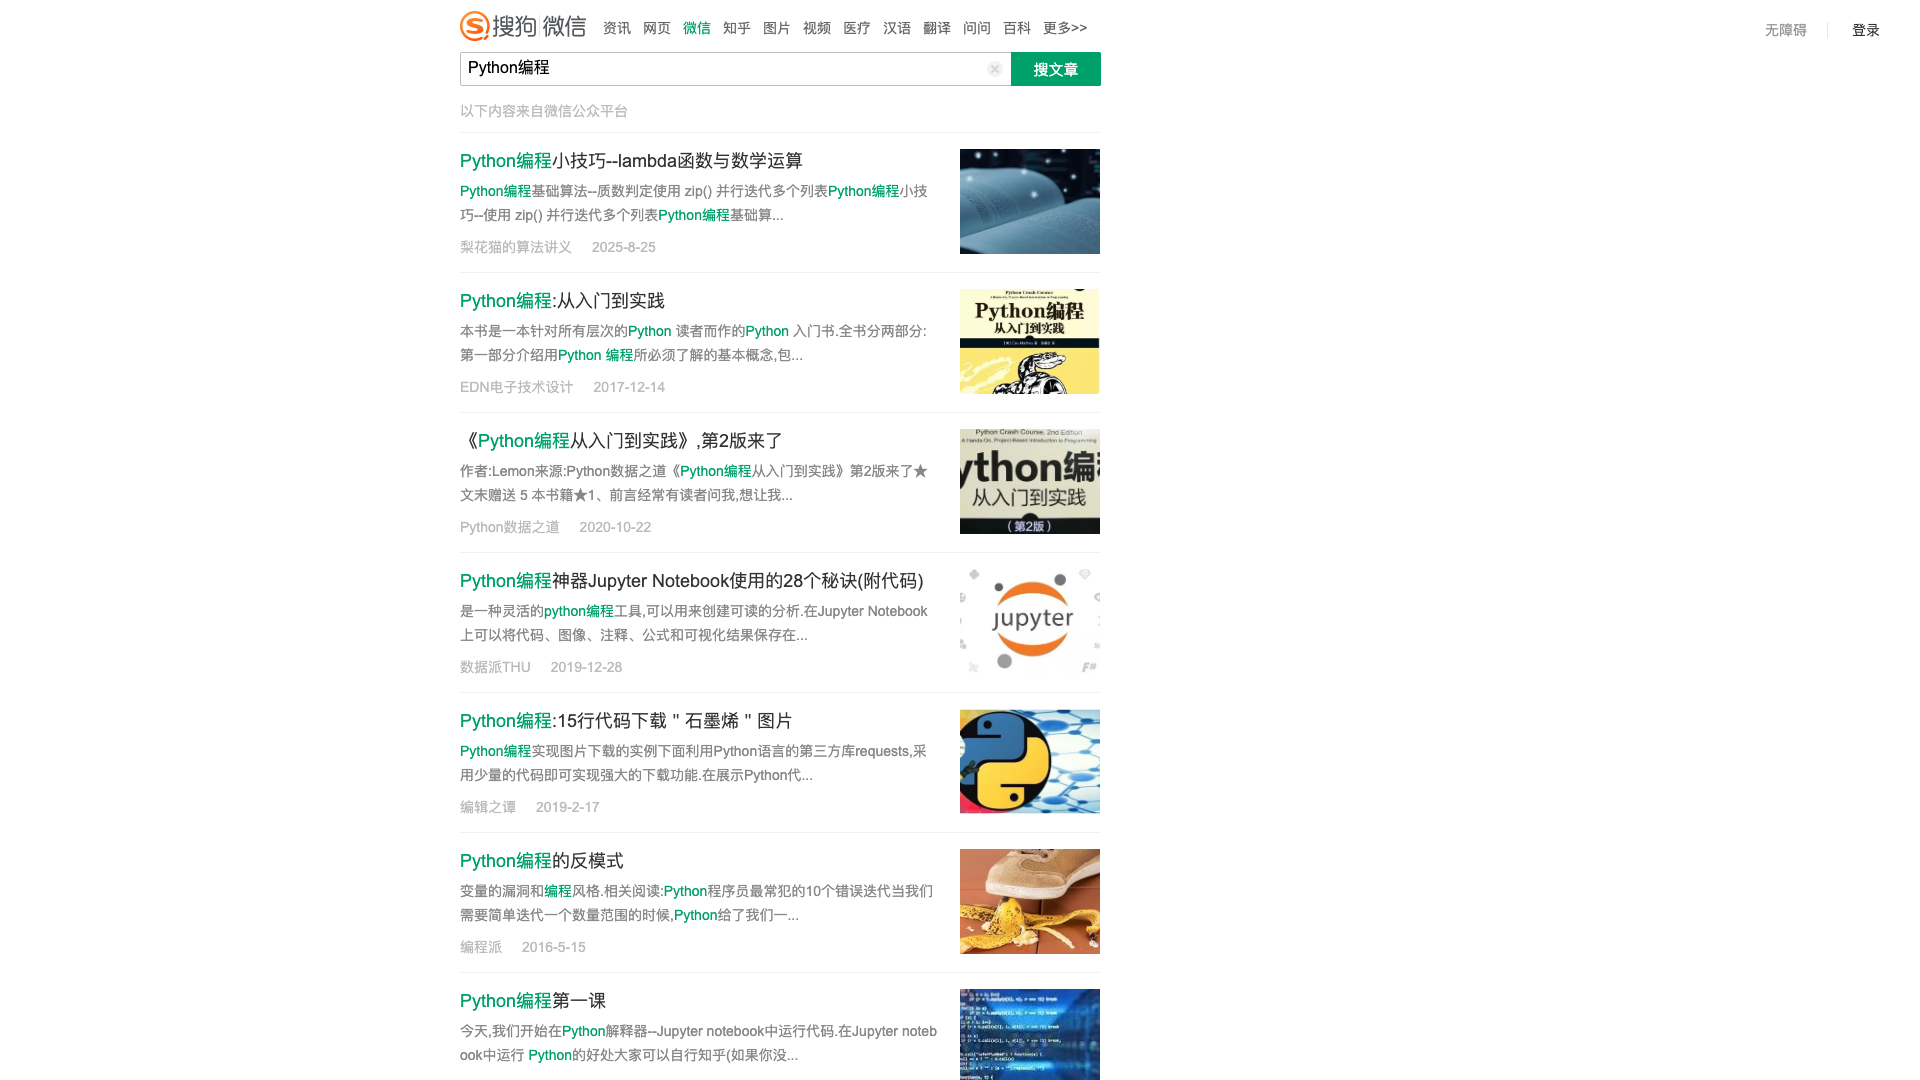 搜狗 微信
资讯 网页 微信 知乎 图片 视频 医疗 汉语 翻译 问问 百科 更多>>
无障碍 登录
Python编程
搜文章
以下内容来自微信公众平台
Python编程小技巧--lambda函数与数学运算
Python编程基础算法--质数判定使用 zip() 并行迭代多个列表Python编程小技
巧--使用 zip() 并行迭代多个列表Python编程基础算...
梨花猫的算法讲义 2025-8-25
Python编程:从入门到实践
本书是一本针对所有层次的Python 读者而作的Python 入门书.全书分两部分:
第一部分介绍用Python 编程所必须了解的基本概念,包...
EDN电子技术设计 2017-12-14
Python Crash Course
Python编程
从入门到实践
《Python编程从入门到实践》,第2版来了
作者:Lemon来源:Python数据之道《Python编程从入门到实践》第2版来了★
文末赠送 5 本书籍★1、前言经常有读者问我,想让我...
Python数据之道 2020-10-22
Python Crash Course, 2nd Edition
A Hands-On, Project-Based Introduction to Programming
ython编程
从入门到实践
（第2版）
Python编程神器Jupyter Notebook使用的28个秘诀(附代码)
是一种灵活的python编程工具,可以用来创建可读的分析.在Jupyter Notebook
上可以将代码、图像、注释、公式和可视化结果保存在...
数据派THU 2019-12-28
jupyter
F#
Python编程:15行代码下载＂石墨烯＂图片
Python编程实现图片下载的实例下面利用Python语言的第三方库requests,采
用少量的代码即可实现强大的下载功能.在展示Python代...
编辑之谭 2019-2-17
Python编程的反模式
变量的漏洞和编程风格.相关阅读:Python程序员最常犯的10个错误迭代当我们
需要简单迭代一个数量范围的时候,Python给了我们一...
编程派 2016-5-15
Python编程第一课
今天,我们开始在Python解释器--Jupyter notebook中运行代码.在Jupyter noteb
ook中运行 Python的好处大家可以自行知乎(如果你没...